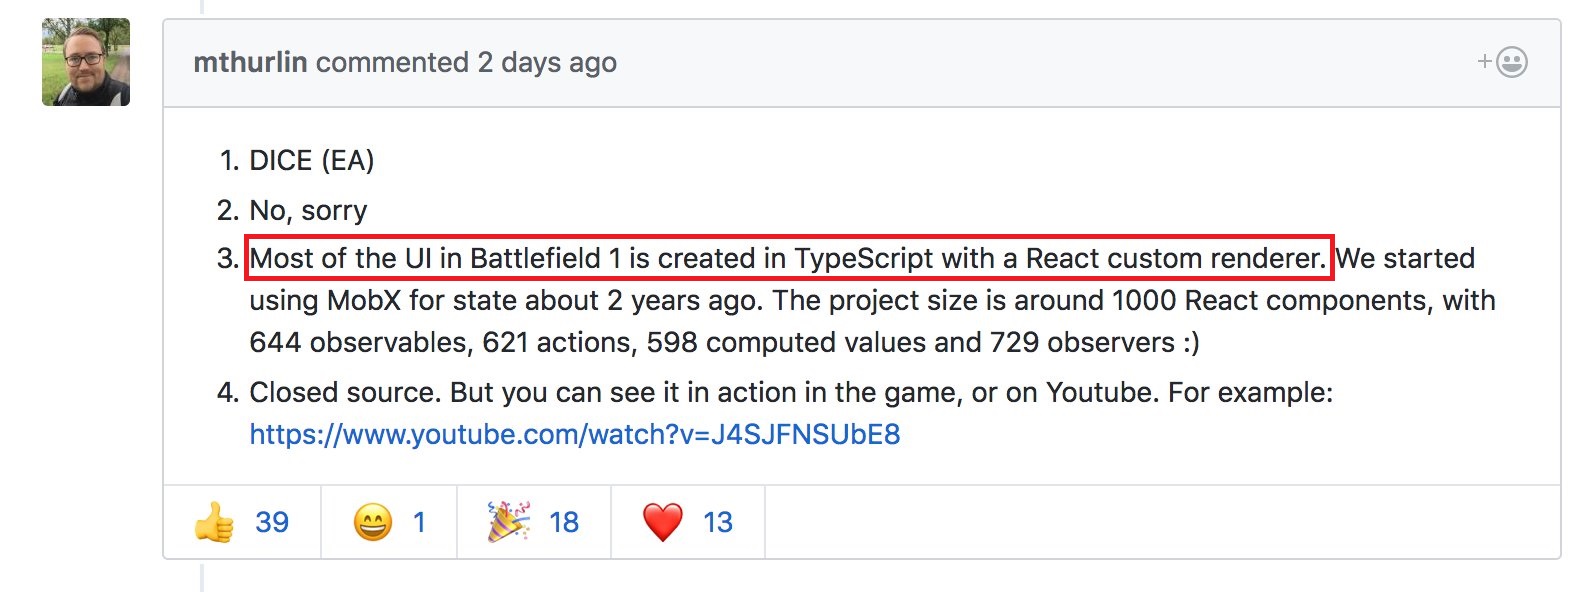 mthurlin commented 2 days ago
1. DICE (EA)
2. No, sorry
3. Most of the UI in Battlefield 1 is created in TypeScript with a React custom renderer. We started
using MobX for state about 2 years ago. The project size is around 1000 React components, with
644 observables, 621 actions, 598 computed values and 729 observers :)
4. Closed source. But you can see it in action in the game, or on Youtube. For example:
https://www.youtube.com/watch?v=J4SJFNSUbE8
👍 39 😄 1 🎉 18 ❤️ 13